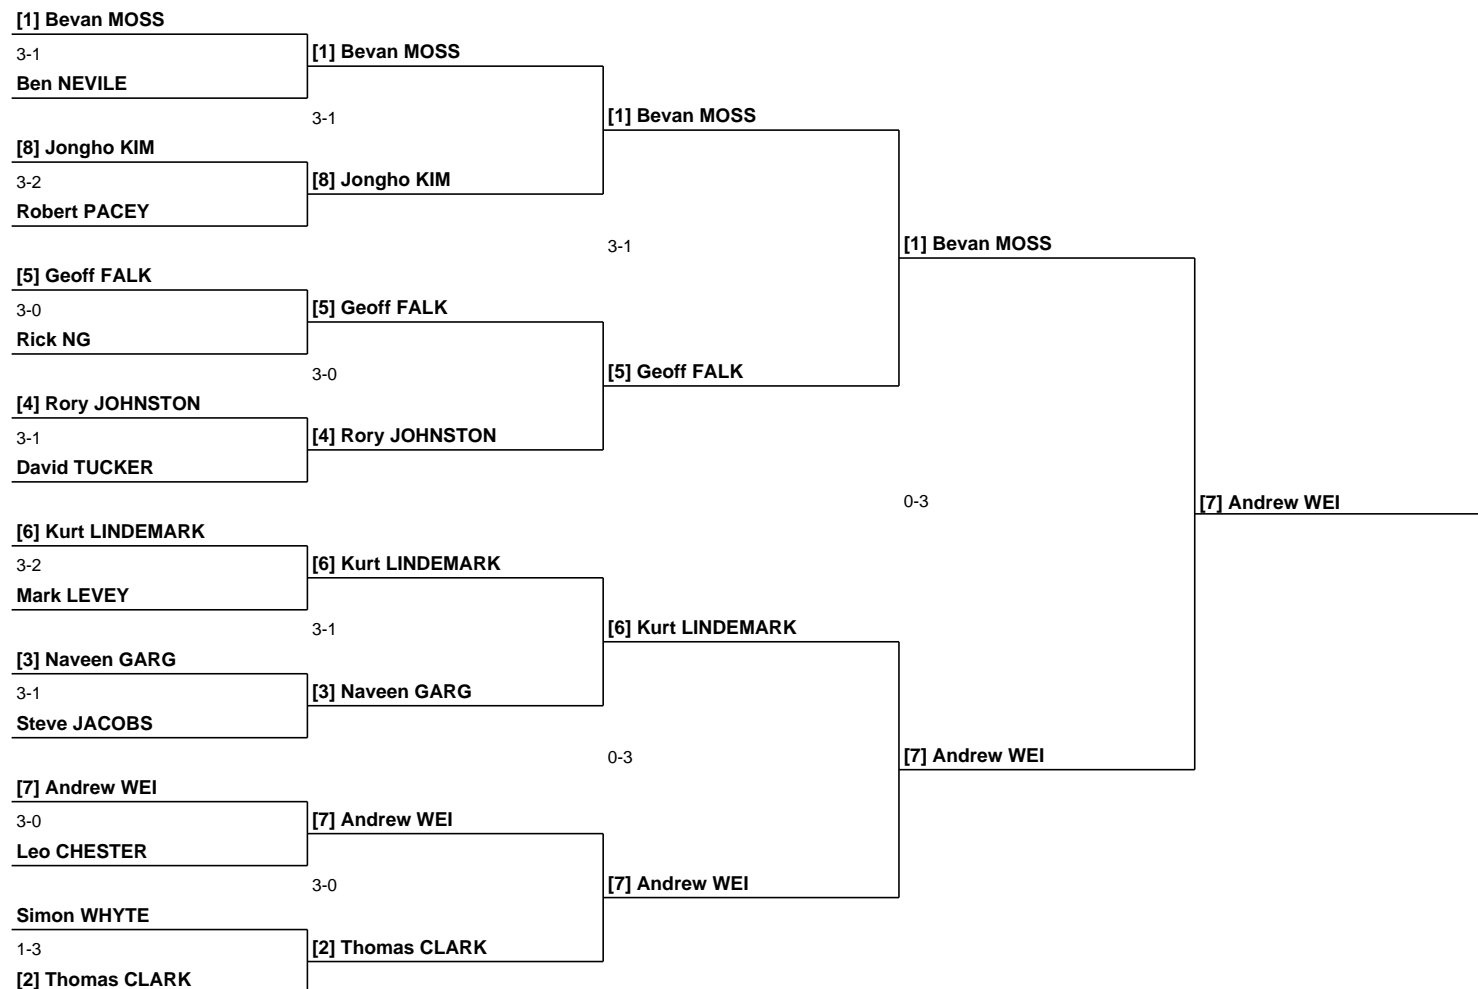 [1] Bevan MOSS
3-1
Ben NEVILE
[8] Jongho KIM
3-2
Robert PACEY
[5] Geoff FALK
3-0
Rick NG
[4] Rory JOHNSTON
3-1
David TUCKER
[6] Kurt LINDEMARK
3-2
Mark LEVEY
[3] Naveen GARG
3-1
Steve JACOBS
[7] Andrew WEI
3-0
Leo CHESTER
Simon WHYTE
1-3
[2] Thomas CLARK
[1] Bevan MOSS
3-1
[8] Jongho KIM
[5] Geoff FALK
3-0
[4] Rory JOHNSTON
[6] Kurt LINDEMARK
3-1
[3] Naveen GARG
[7] Andrew WEI
3-0
[2] Thomas CLARK
[1] Bevan MOSS
3-1
[5] Geoff FALK
[6] Kurt LINDEMARK
0-3
[7] Andrew WEI
[1] Bevan MOSS
0-3
[7] Andrew WEI
[7] Andrew WEI